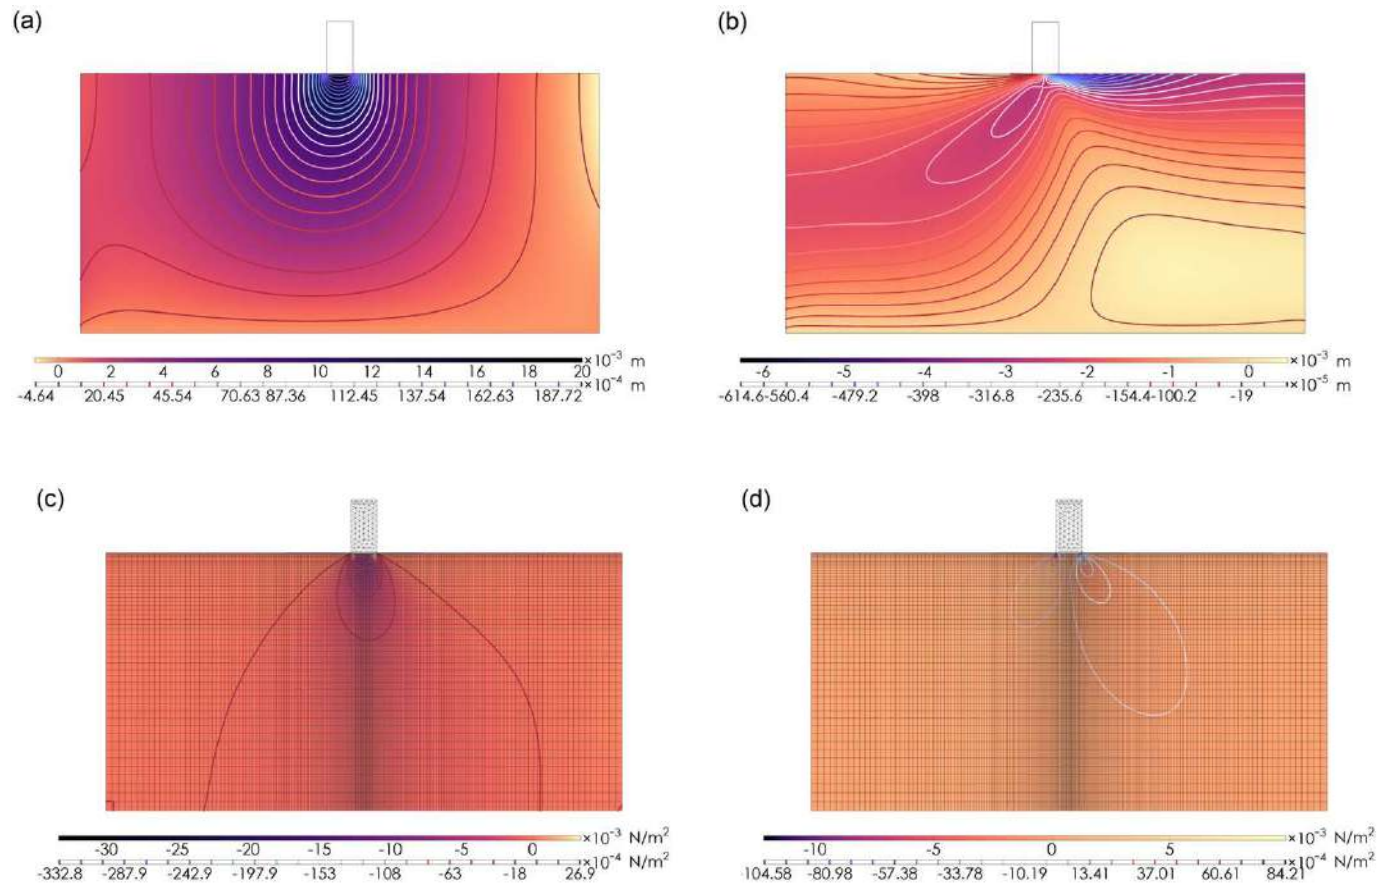 (a)
(b)
0 2 4 6 8 10 12 14 16 18 20 ×10⁻³ m
-4.64 20.45 45.54 70.63 87.36 112.45 137.54 162.63 187.72 ×10⁻⁴ m
-6 -5 -4 -3 -2 -1 0 ×10⁻³ m
-614.6-560.4 -479.2 -398 -316.8 -235.6 -154.4-100.2 -19 ×10⁻⁵ m
(c)
(d)
-30 -25 -20 -15 -10 -5 0 ×10⁻³ N/m²
-332.8 -287.9 -242.9 -197.9 -153 -108 -63 -18 26.9 ×10⁻⁴ N/m²
-10 -5 0 5 ×10⁻³ N/m²
-104.58 -80.98 -57.38 -33.78 -10.19 13.41 37.01 60.61 84.21 ×10⁻⁴ N/m²